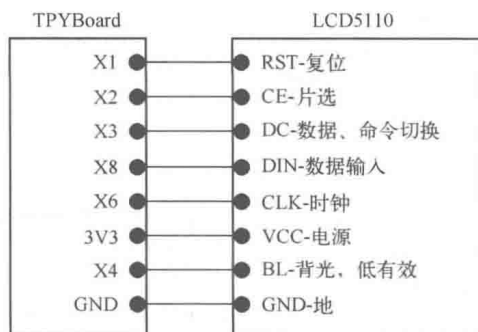 TPYBoard LCD5110
X1 RST-复位
X2 CE-片选
X3 DC-数据、命令切换
X8 DIN-数据输入
X6 CLK-时钟
3V3 VCC-电源
X4 BL-背光、低有效
GND GND-地